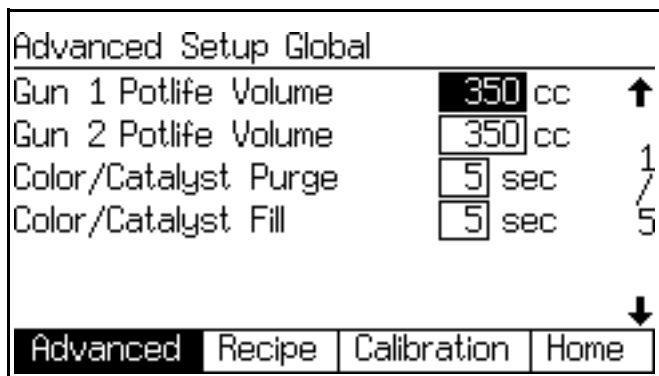 Advanced Setup Global
Gun 1 Potlife Volume 350 cc
Gun 2 Potlife Volume 350 cc
Color/Catalyst Purge 5 sec
Color/Catalyst Fill 5 sec
1/5
Advanced Recipe Calibration Home